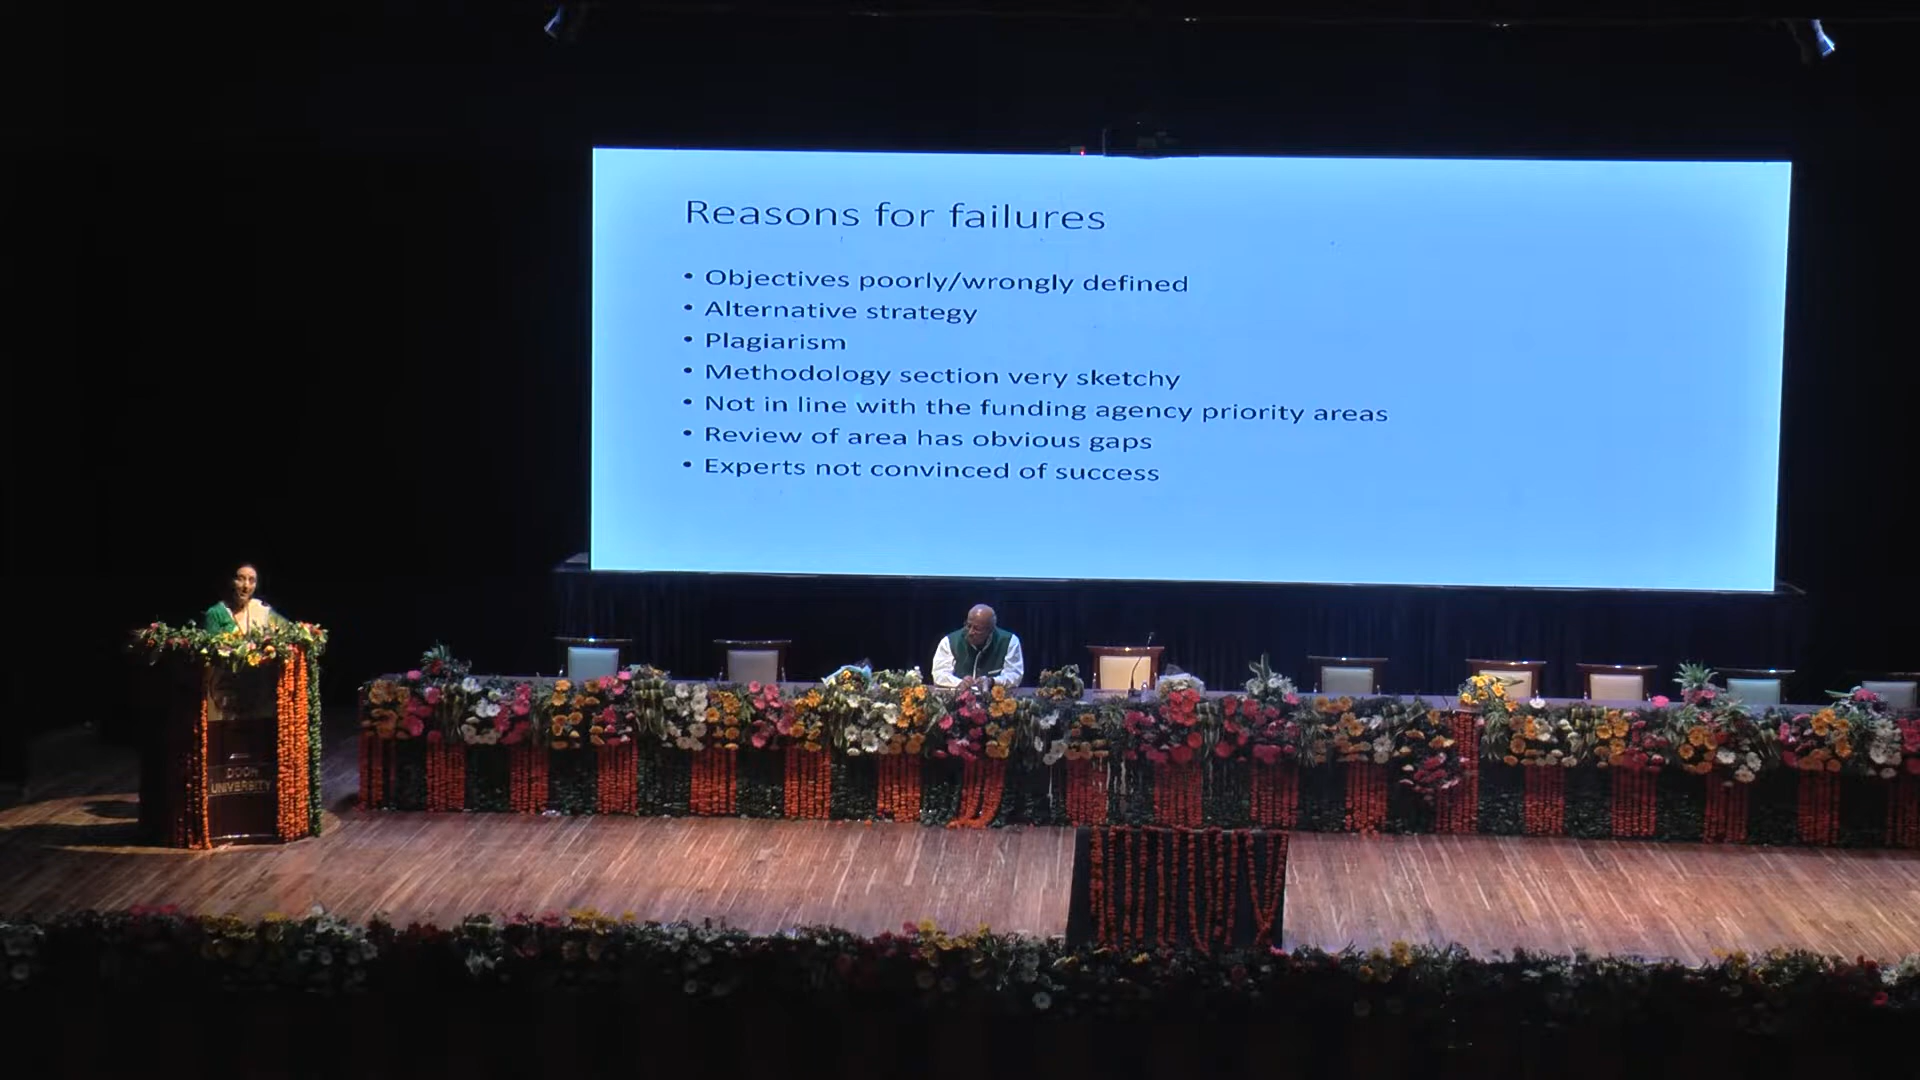 Reasons for failures
• Objectives poorly/wrongly defined
• Alternative strategy
• Plagiarism
• Methodology section very sketchy
• Not in line with the funding agency priority areas
• Review of area has obvious gaps
• Experts not convinced of success
DOON
UNIVERSITY